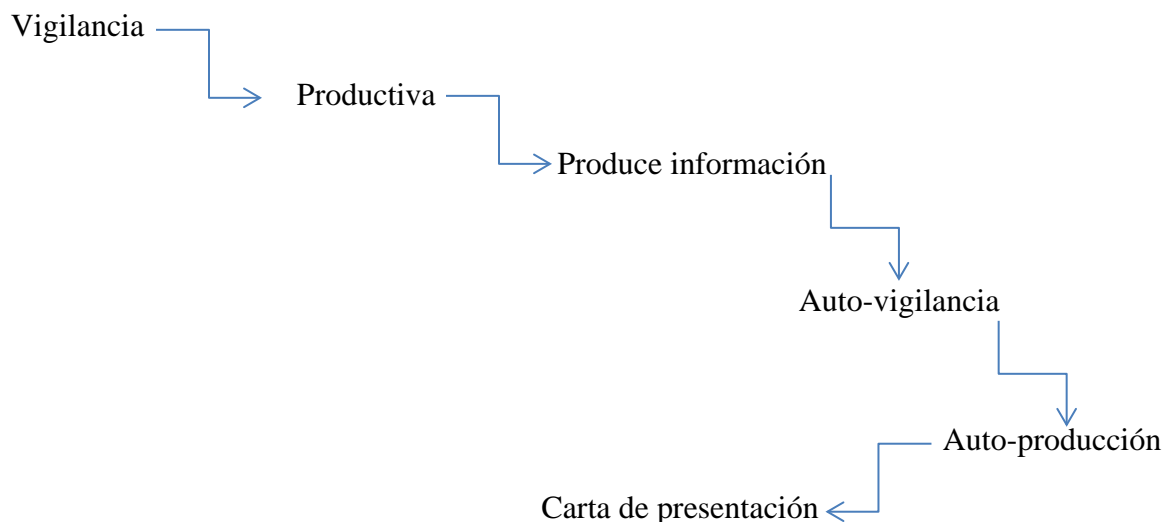 Vigilancia
Productiva
Produce información
Auto-vigilancia
Auto-producción
Carta de presentación